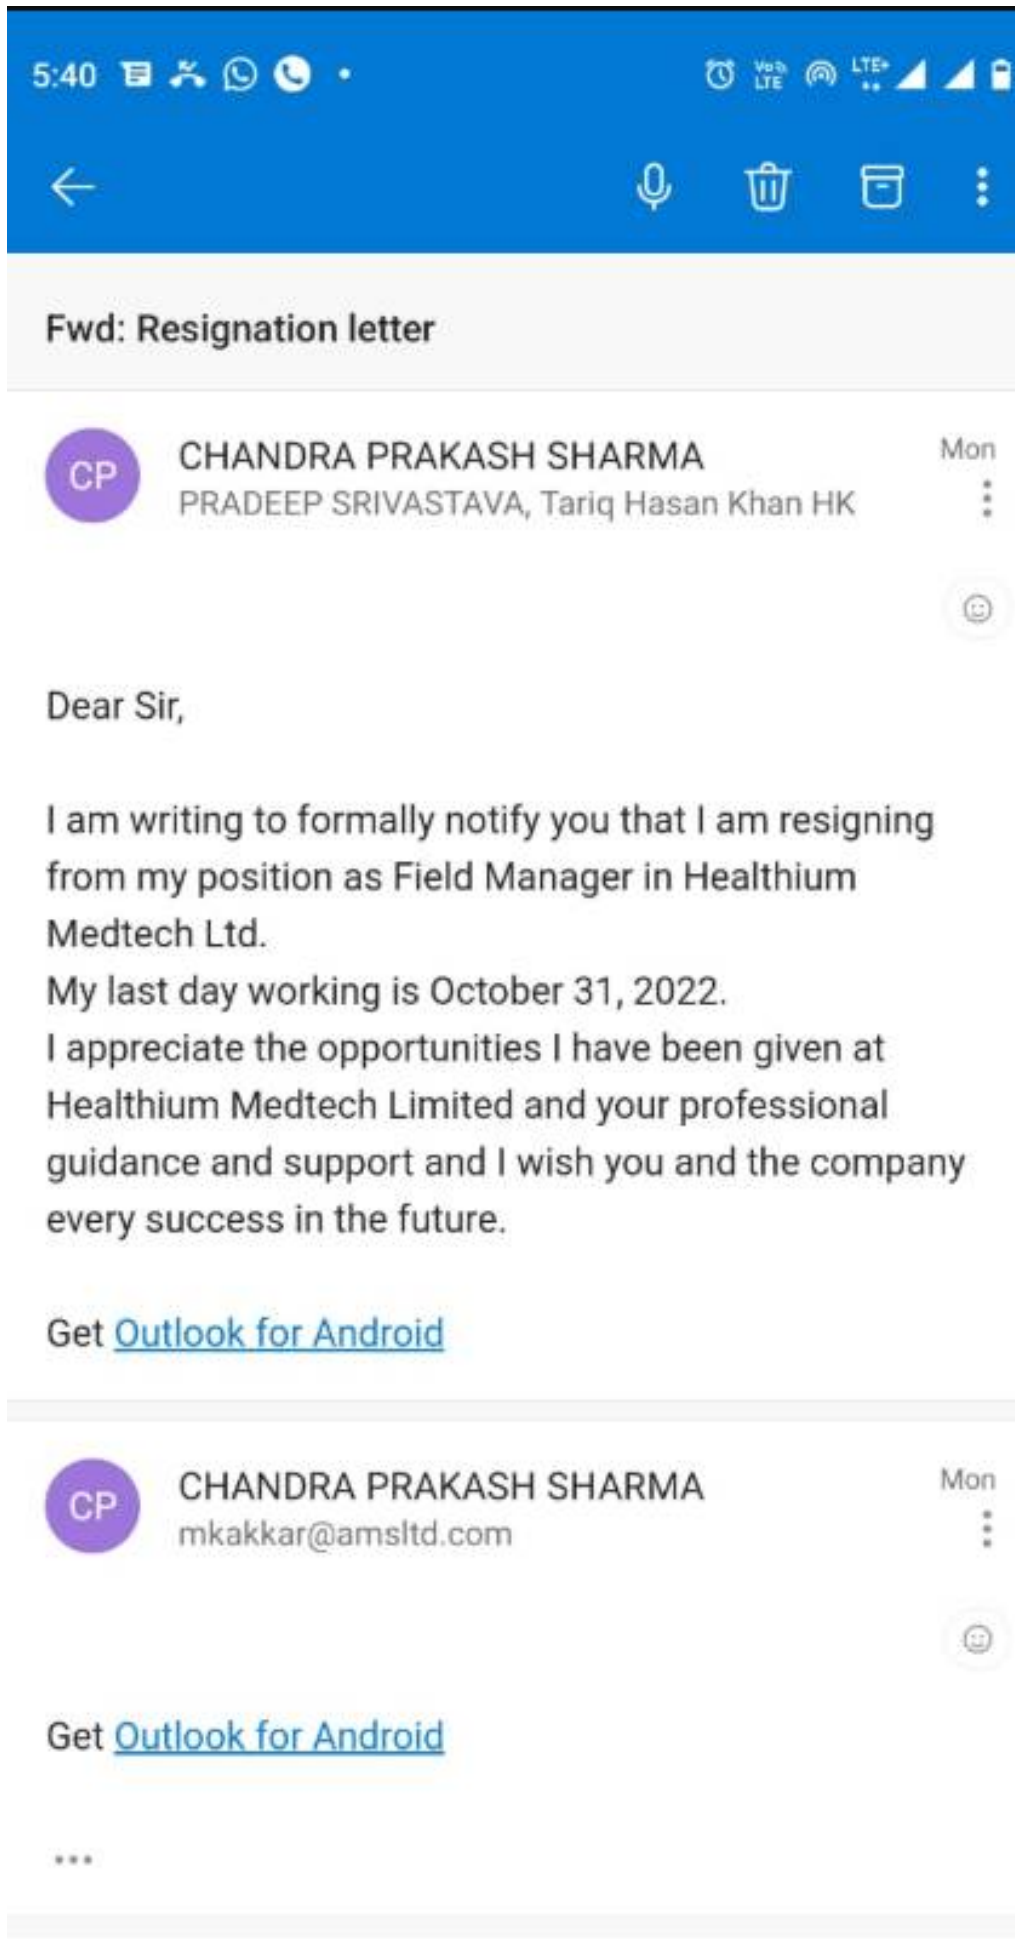 5:40
VoD LTE LTE+
Fwd: Resignation letter
CP
CHANDRA PRAKASH SHARMA
Mon
PRADEEP SRIVASTAVA, Tariq Hasan Khan HK
Dear Sir,
I am writing to formally notify you that I am resigning
from my position as Field Manager in Healthium
Medtech Ltd.
My last day working is October 31, 2022.
I appreciate the opportunities I have been given at
Healthium Medtech Limited and your professional
guidance and support and I wish you and the company
every success in the future.
Get Outlook for Android
CP
CHANDRA PRAKASH SHARMA
Mon
mkakkar@amsltd.com
Get Outlook for Android
...